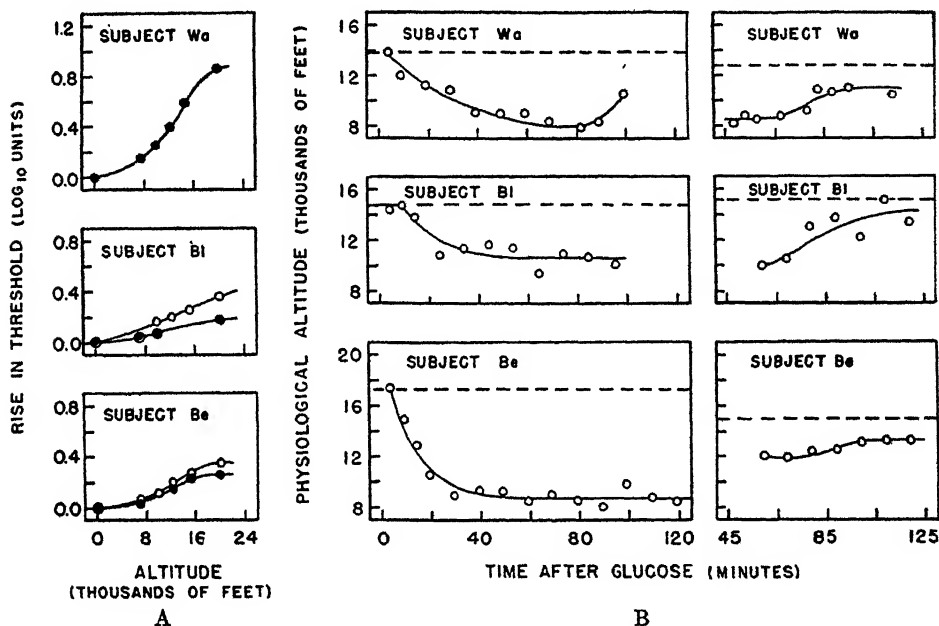 RISE IN THRESHOLD (LOG10 UNITS)
1.2
0.8
0.4
0.0
SUBJECT Wa
0.8
0.4
0.0
SUBJECT Bl
0.8
0.4
0.0
SUBJECT Be
0 8 16 24
ALTITUDE
(THOUSANDS OF FEET)
A
PHYSIOLOGICAL ALTITUDE (THOUSANDS OF FEET)
16
12
8
SUBJECT Wa
SUBJECT Wa
16
12
8
SUBJECT Bl
SUBJECT Bl
20
16
12
8
SUBJECT Be
SUBJECT Be
0 40 80 120
45 85 125
TIME AFTER GLUCOSE (MINUTES)
B